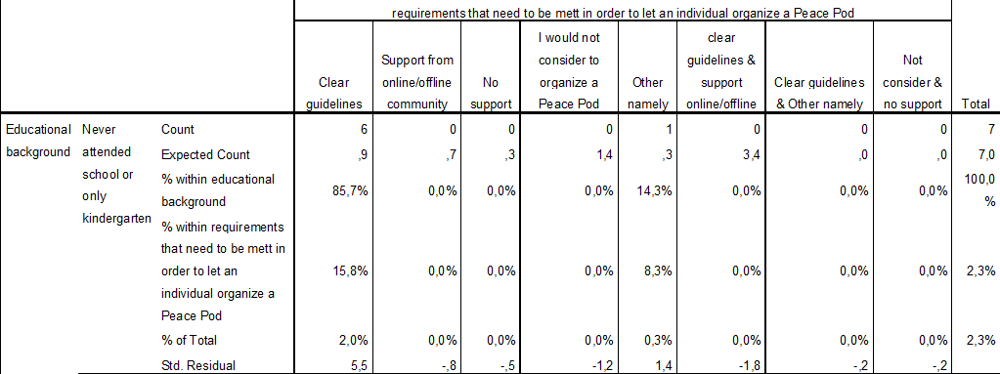 requirements that need to be mett in order to let an individual organize a Peace Pod
Clear guidelines | Support from online/offline community | No support | I would not consider to organize a Peace Pod | Other namely | clear guidelines & support online/offline | Clear guidelines & Other namely | Not consider & no support | Total
Educational background | Never attended school or only kindergarten
Count 6 0 0 0 1 0 0 0 7
Expected Count ,9 ,7 ,3 1,4 ,3 3,4 ,0 ,0 7,0
% within educational background 85,7% 0,0% 0,0% 0,0% 14,3% 0,0% 0,0% 0,0% 100,0%
% within requirements that need to be mett in order to let an individual organize a Peace Pod 15,8% 0,0% 0,0% 0,0% 8,3% 0,0% 0,0% 0,0% 2,3%
% of Total 2,0% 0,0% 0,0% 0,0% 0,3% 0,0% 0,0% 0,0% 2,3%
Std. Residual 5,5 -,8 -,5 -1,2 1,4 -1,8 -,2 -,2